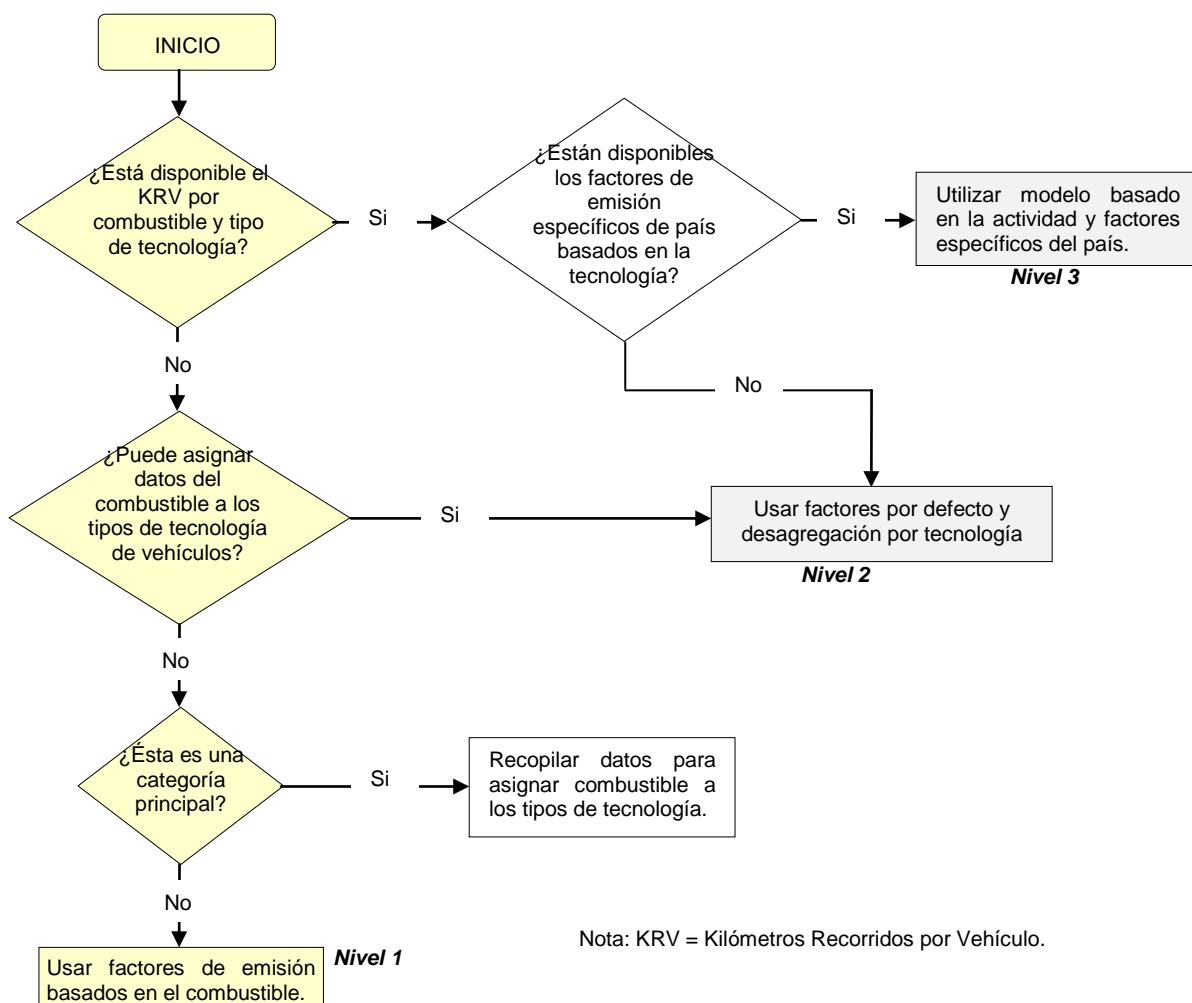 INICIO
¿Está disponible el
KRV por
combustible y tipo
de tecnología?
Si
¿Están disponibles
los factores de
emisión
específicos de país
basados en la
tecnología?
Si
Utilizar modelo basado
en la actividad y factores
específicos del país.
Nivel 3
No
No
¿Puede asignar
datos del
combustible a los
tipos de tecnología
de vehículos?
Si
Usar factores por defecto y
desagregación por tecnología
Nivel 2
No
¿Ésta es una
categoría
principal?
Si
Recopilar datos para
asignar combustible a
los tipos de tecnología.
No
Usar factores de emisión
basados en el combustible.
Nivel 1
Nota: KRV = Kilómetros Recorridos por Vehículo.